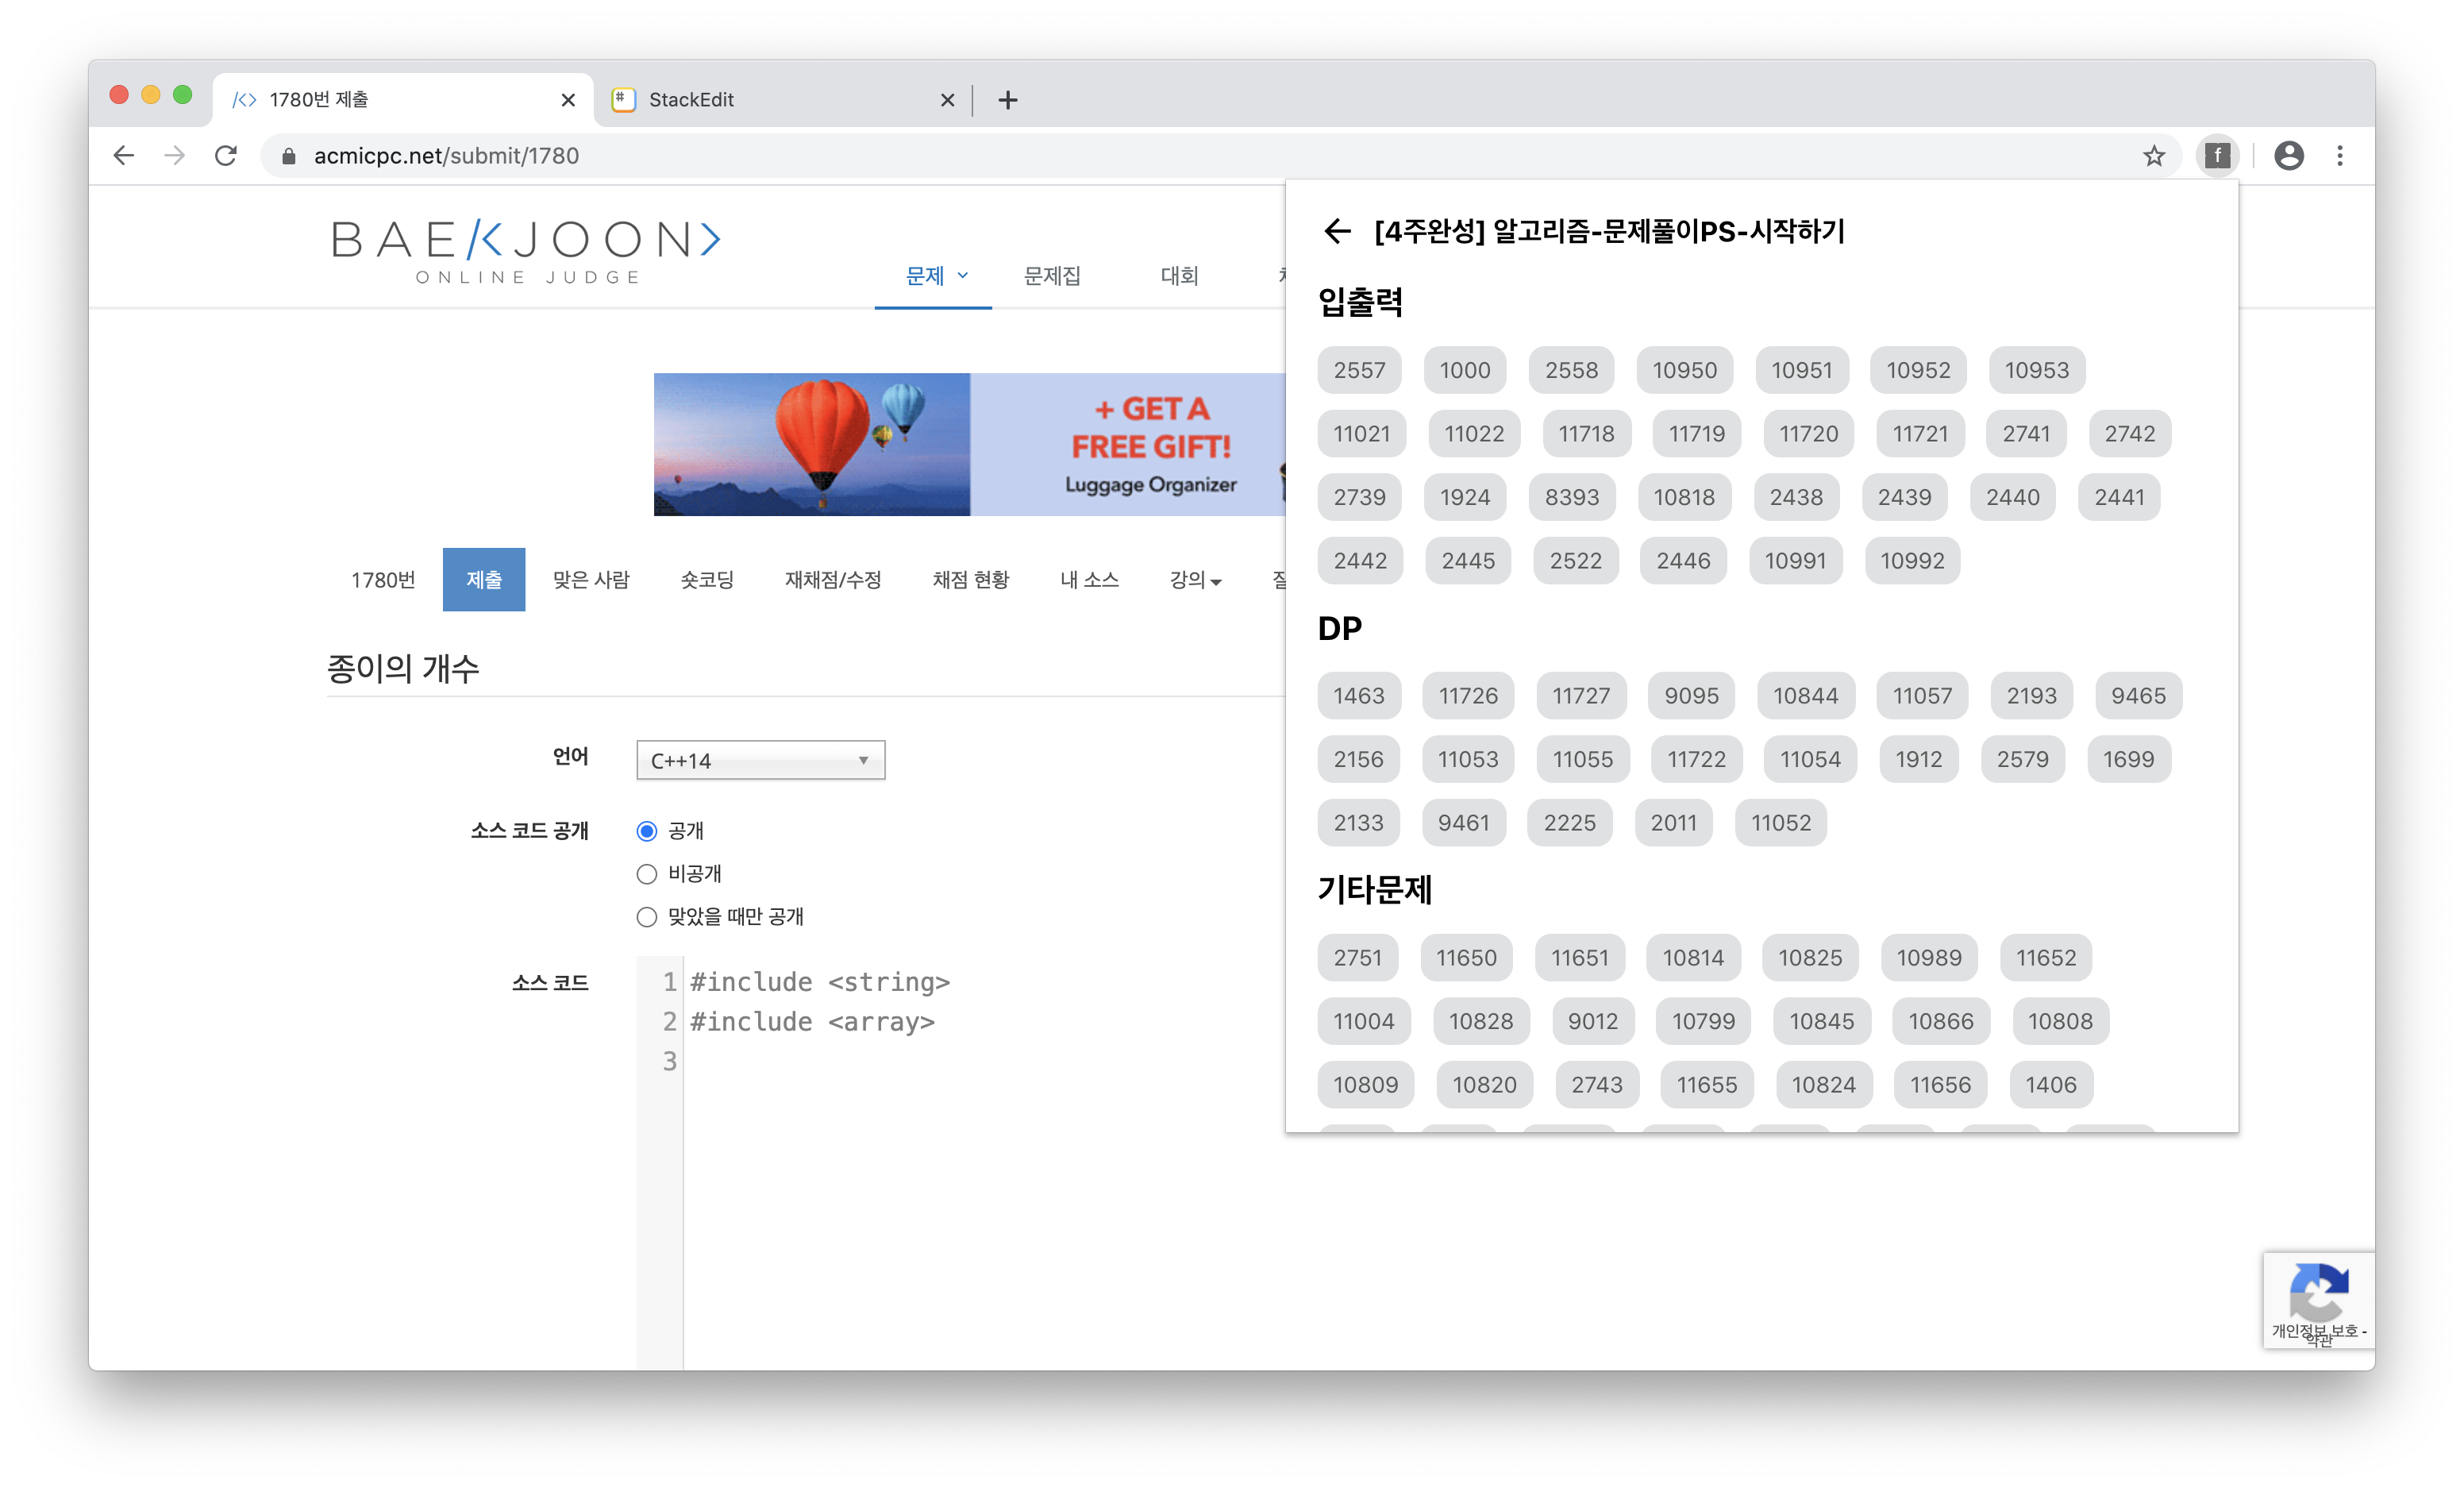 1780번 제출
StackEdit
acmicpc.net/submit/1780
BAEKJOON
ONLINE JUDGE
문제 문제집 대회
+ GET A
FREE GIFT!
Luggage Organizer
1780번 제출 맞은 사람 숏코딩 재채점/수정 채점 현황 내 소스 강의
종이의 개수
언어 C++14
소스 코드 공개 공개
비공개
맞았을 때만 공개
소스 코드
1 #include <string>
2 #include <array>
3
f
[4주완성] 알고리즘-문제풀이PS-시작하기
입출력
2557 1000 2558 10950 10951 10952 10953
11021 11022 11718 11719 11720 11721 2741 2742
2739 1924 8393 10818 2438 2439 2440 2441
2442 2445 2522 2446 10991 10992
DP
1463 11726 11727 9095 10844 11057 2193 9465
2156 11053 11055 11722 11054 1912 2579 1699
2133 9461 2225 2011 11052
기타문제
2751 11650 11651 10814 10825 10989 11652
11004 10828 9012 10799 10845 10866 10808
10809 10820 2743 11655 10824 11656 1406
개인정보 보호 -
약관